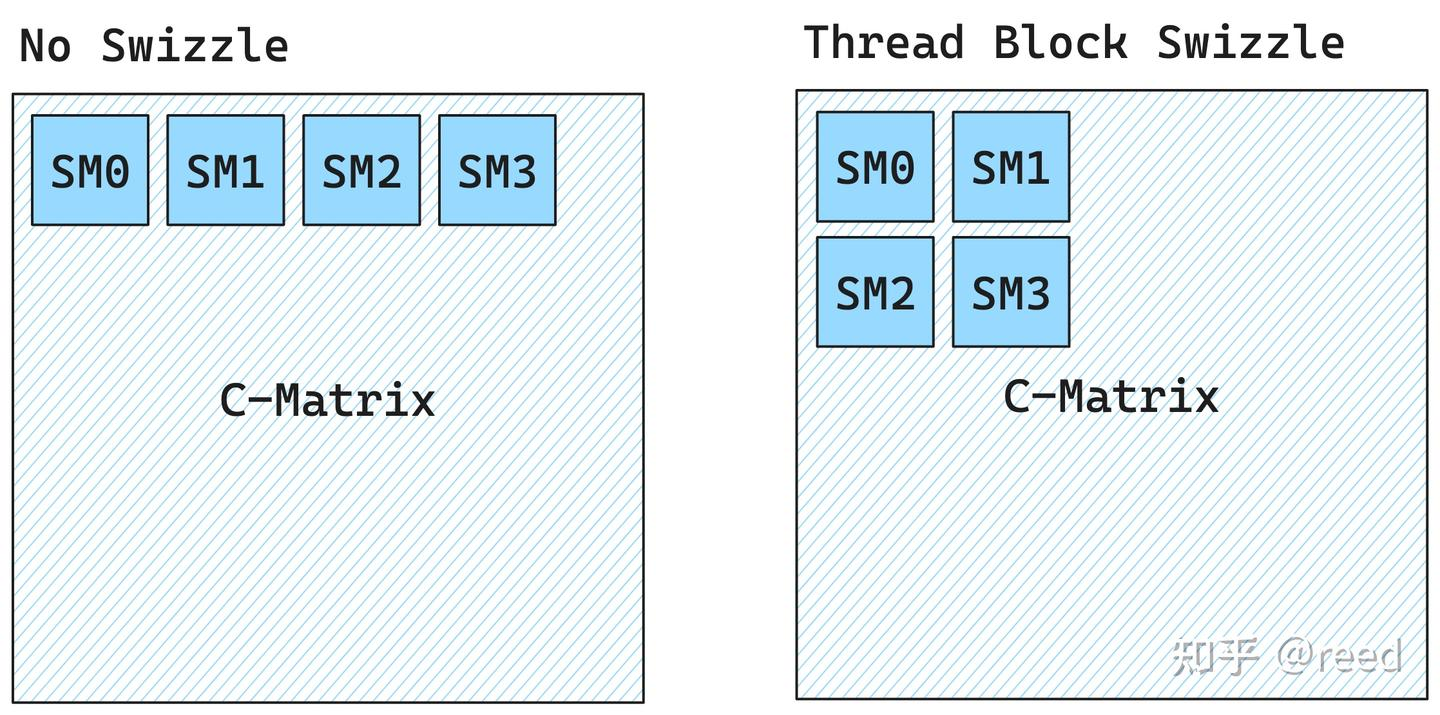 No Swizzle
SM0 SM1 SM2 SM3
C-Matrix
Thread Block Swizzle
SM0 SM1
SM2 SM3
C-Matrix
知乎 @reed